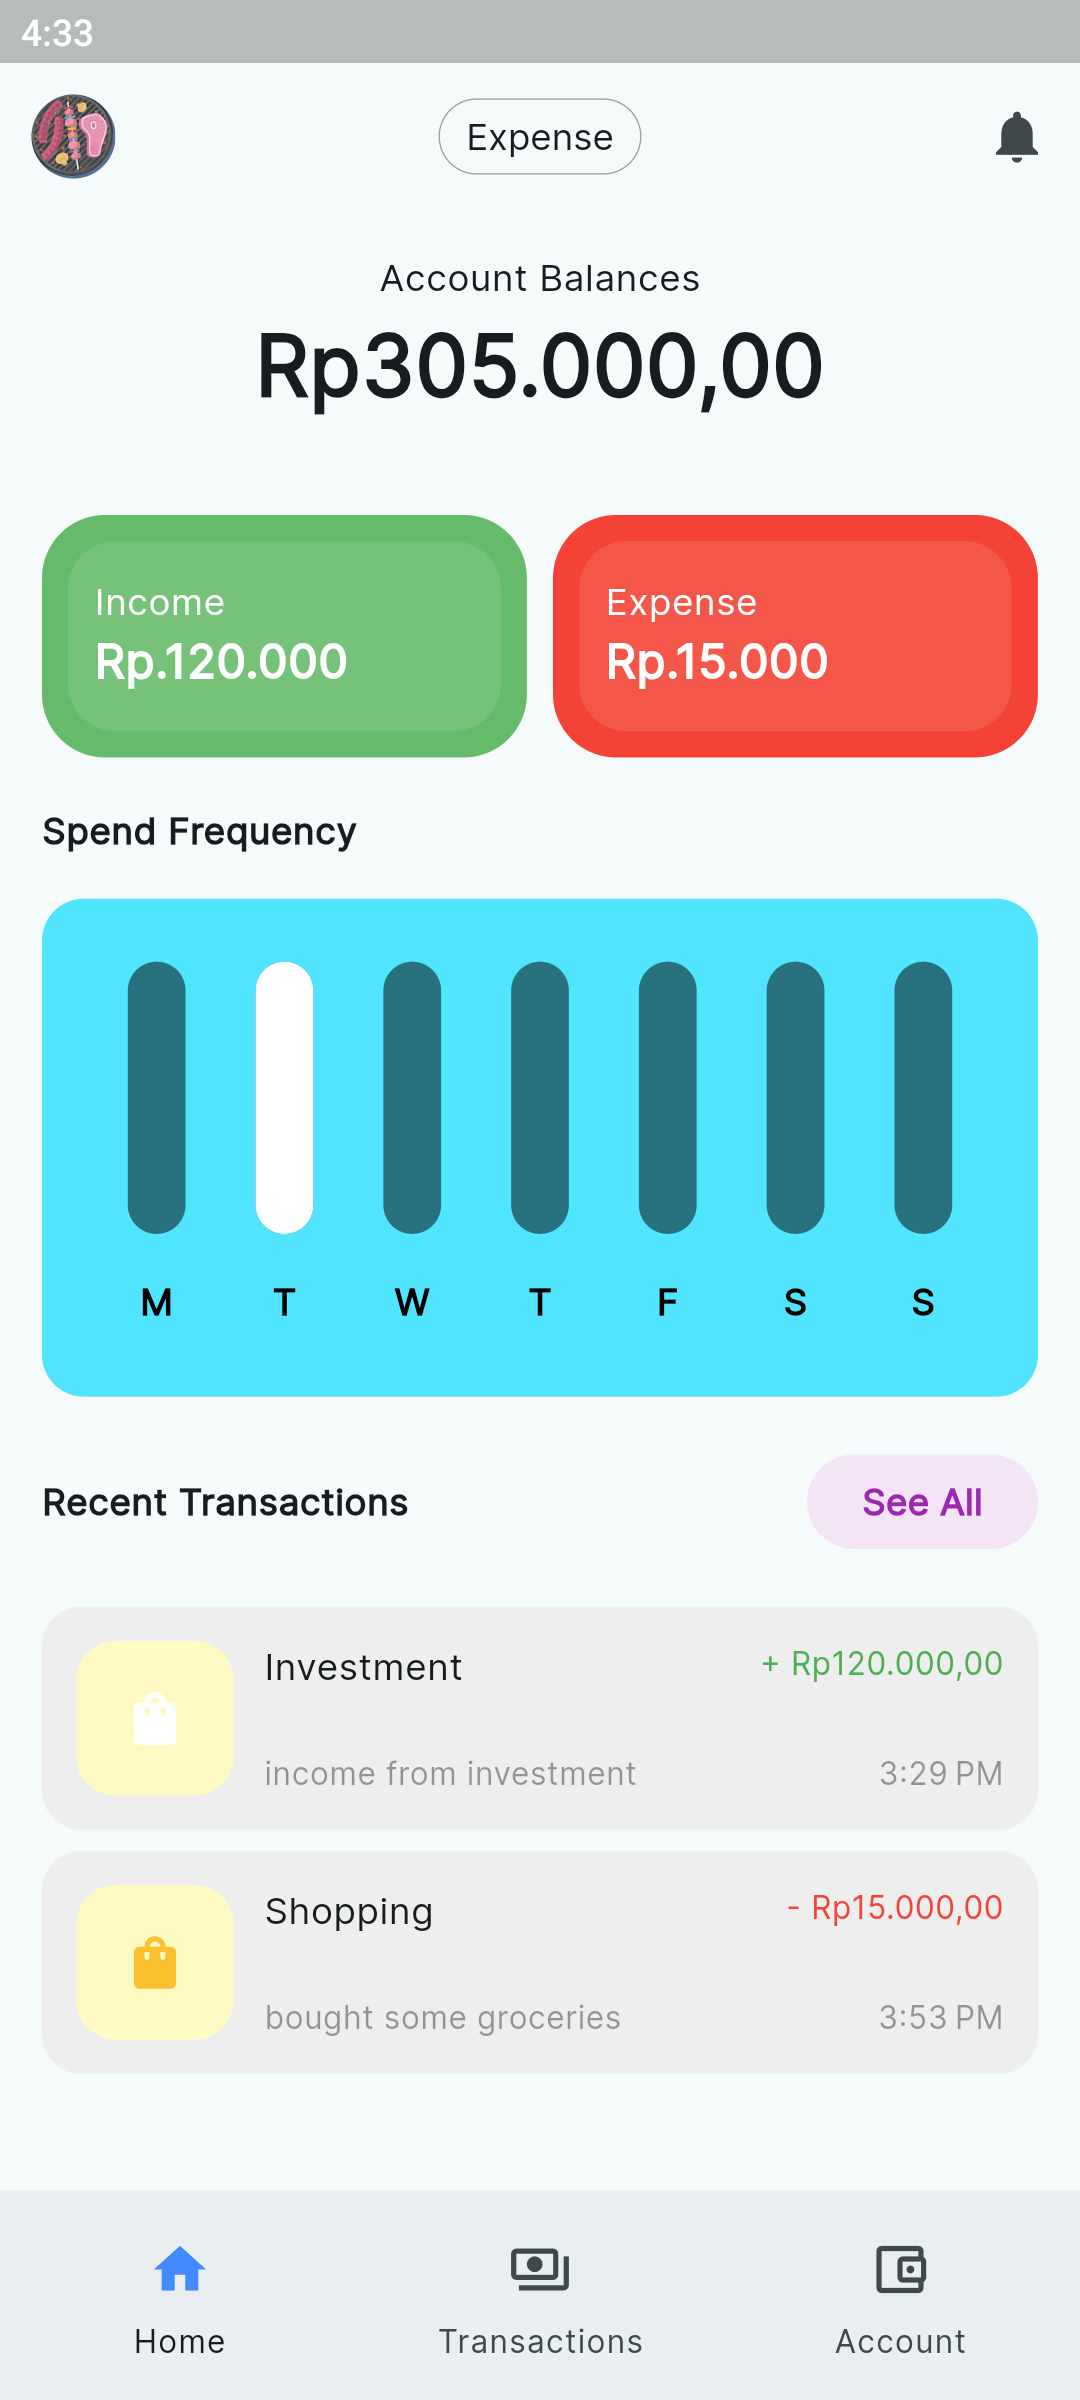 4:33
Expense
Account Balances
Rp305.000,00
Income
Rp.120.000
Expense
Rp.15.000
Spend Frequency
M T W T F S S
Recent Transactions
See All
Investment
+ Rp120.000,00
income from investment
3:29 PM
Shopping
- Rp15.000,00
bought some groceries
3:53 PM
Home
Transactions
Account